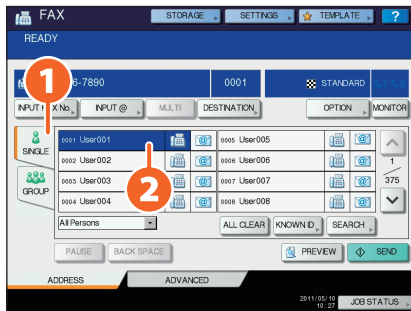 FAX STORAGE SETTINGS TEMPLATE ?
READY
6-7890 0001 STANDARD
INPUT FAX No. INPUT @ MULTI DESTINATION OPTION MONITOR
1
SINGLE
GROUP
0001 User001
0002 User002
0003 User003
0004 User004
2
0005 User005
0006 User006
0007 User007
0008 User008
1
375
All Persons ALL CLEAR KNOWN ID SEARCH
PAUSE BACK SPACE PREVIEW SEND
ADDRESS ADVANCED
2011/05/10
10:27 JOB STATUS